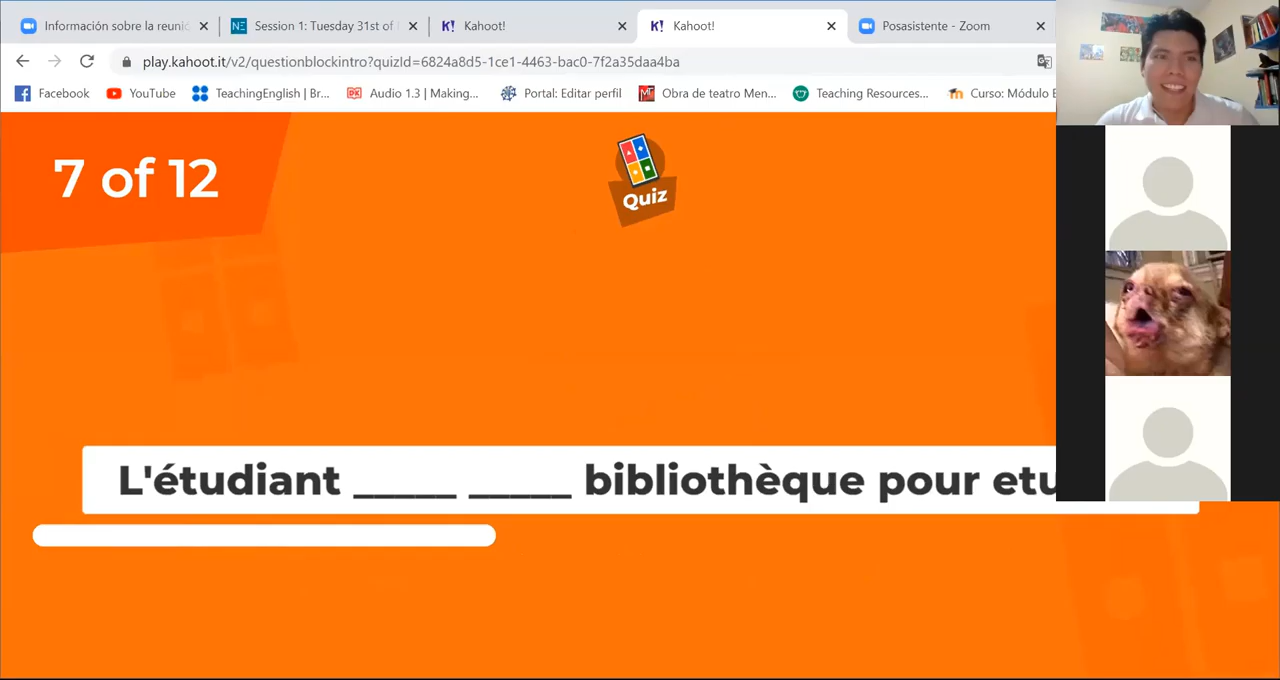 Información sobre la reunió
Session 1: Tuesday 31st of
Kahoot!
Kahoot!
Posasistente - Zoom
play.kahoot.it/v2/questionblockintro?quizId=0824a8d5-1ce1-4463-bac0-7f2a35daa4ba
Facebook
YouTube
TeachingEnglish | Br...
Audio 1.3 | Making...
Portal: Editar perfil
Obra de teatro Men...
Teaching Resources...
Curso: Módulo
7 of 12
Quiz
L'étudiant _____ _____ bibliothèque pour etu